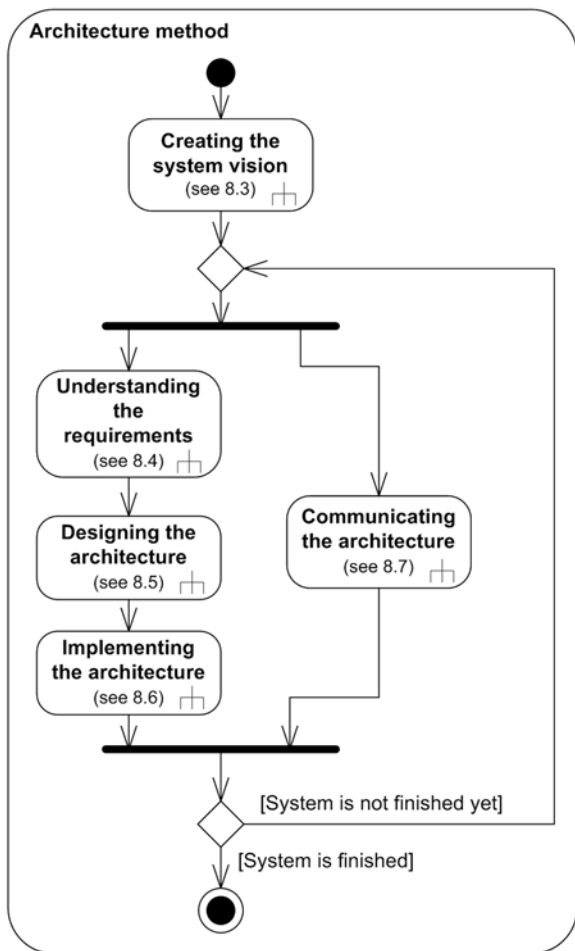 Architecture method
Creating the
system vision
(see 8.3)
Understanding
the
requirements
(see 8.4)
Designing the
architecture
(see 8.5)
Implementing
the architecture
(see 8.6)
Communicating
the architecture
(see 8.7)
[System is not finished yet]
[System is finished]